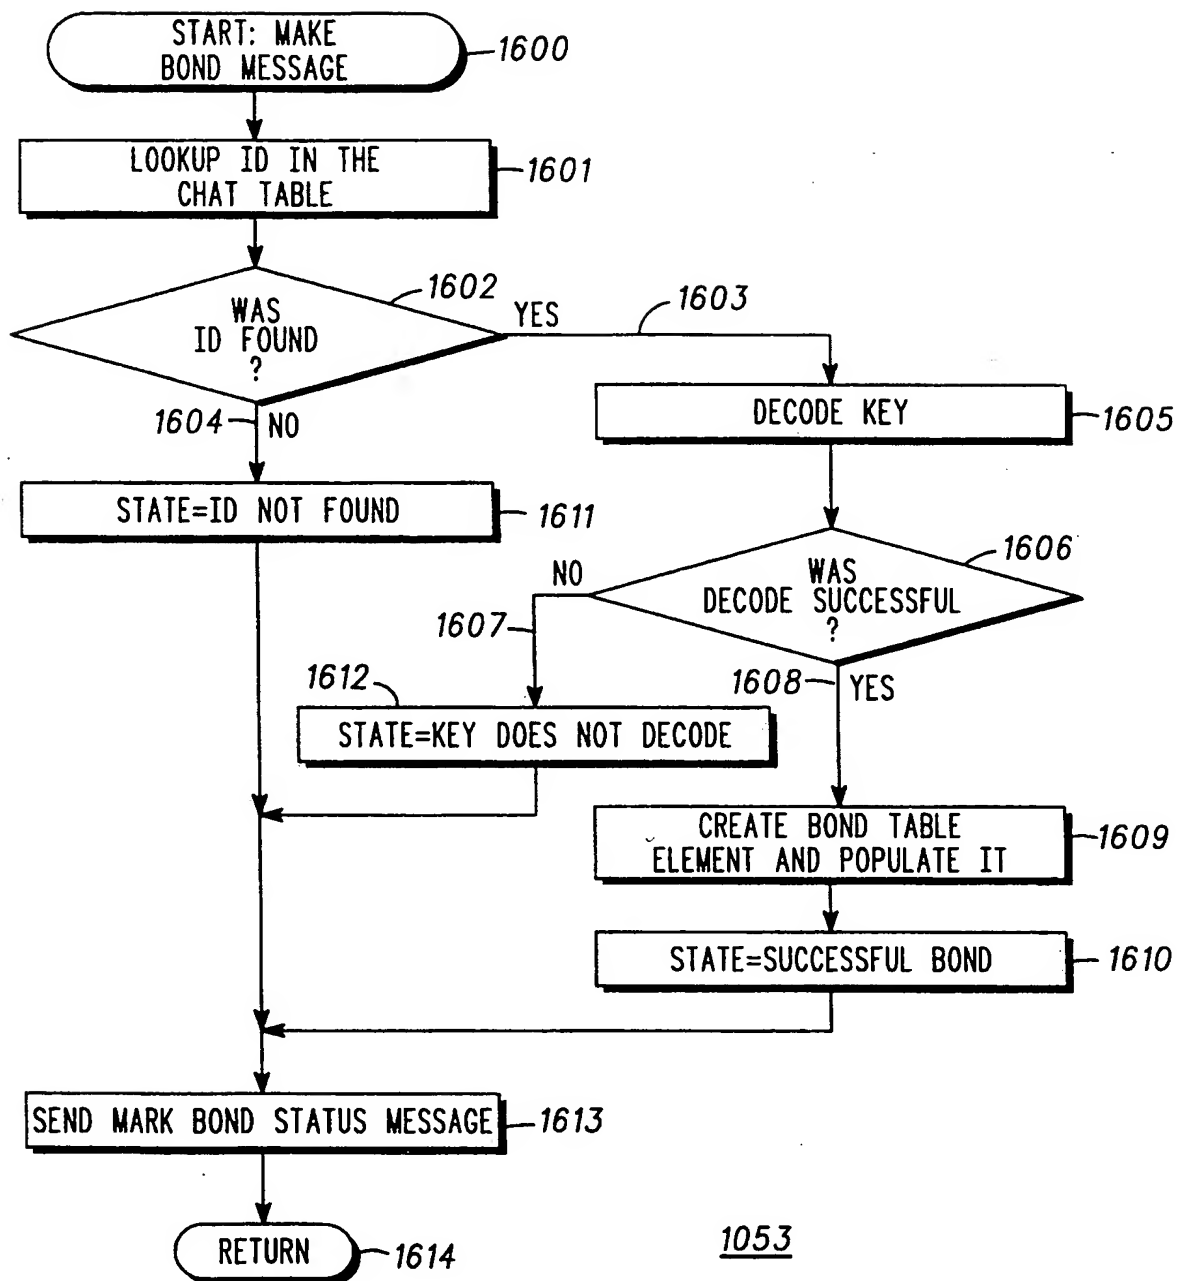 START: MAKE
BOND MESSAGE
1600
LOOKUP ID IN THE
CHAT TABLE
1601
WAS
ID FOUND
?
1602
YES
1603
1604
NO
DECODE KEY
1605
STATE=ID NOT FOUND
1611
WAS
DECODE SUCCESSFUL
?
1606
NO
1607
1608
YES
1612
STATE=KEY DOES NOT DECODE
CREATE BOND TABLE
ELEMENT AND POPULATE IT
1609
STATE=SUCCESSFUL BOND
1610
SEND MARK BOND STATUS MESSAGE
1613
RETURN
1614
1053